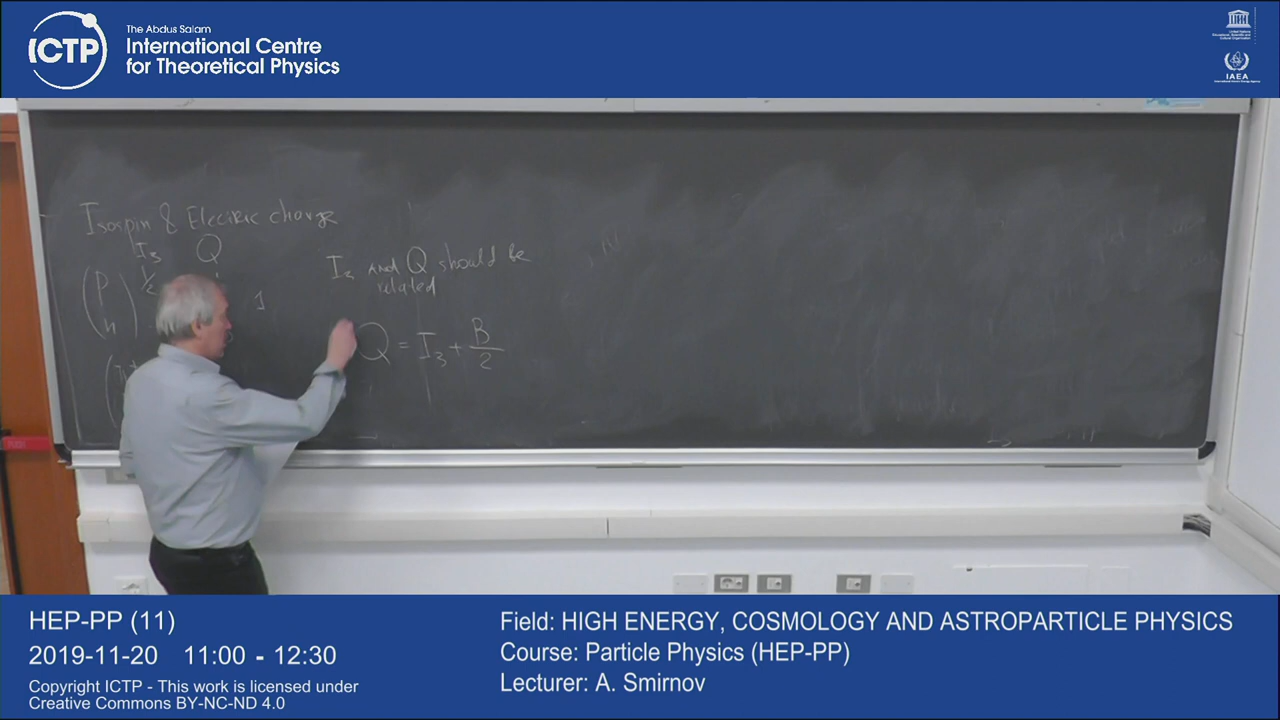 The Abdus Salam
ICTP
International Centre
for Theoretical Physics
IAEA
Isospin & Electric charge
I₃ Q
(P 1/2
n)
1
I₃ and Q should be
related
Q = I₃ + B/2
HEP-PP (11)
2019-11-20 11:00 - 12:30
Copyright ICTP - This work is licensed under
Creative Commons BY-NC-ND 4.0
Field: HIGH ENERGY, COSMOLOGY AND ASTROPARTICLE PHYSICS
Course: Particle Physics (HEP-PP)
Lecturer: A. Smirnov